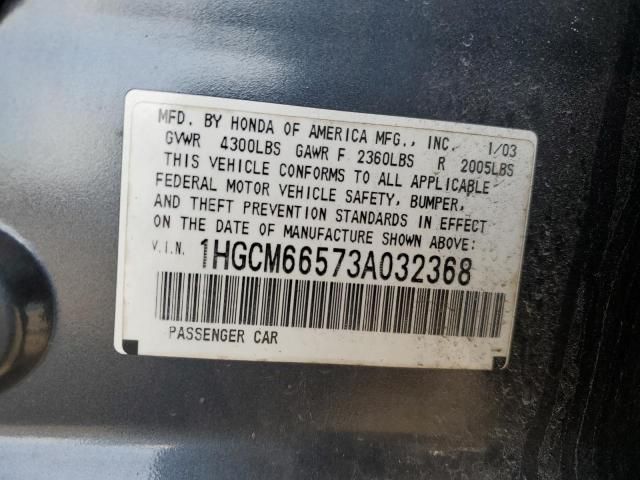 MFD. BY HONDA OF AMERICA MFG., INC. 1/03
GVWR 4300LBS GAWR F 2360LBS R 2005LBS
THIS VEHICLE CONFORMS TO ALL APPLICABLE
FEDERAL MOTOR VEHICLE SAFETY, BUMPER,
AND THEFT PREVENTION STANDARDS IN EFFECT
ON THE DATE OF MANUFACTURE SHOWN ABOVE:
V.I.N. 1HGCM66573A032368
PASSENGER CAR